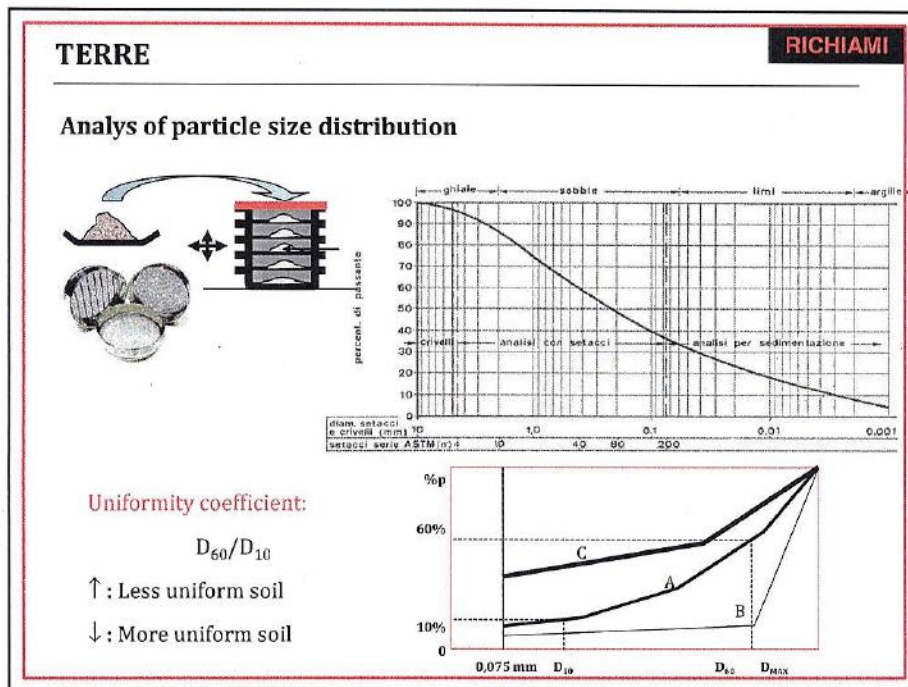 TERRE
RICHIAMI
Analys of particle size distribution
ghiaie sabbie limi argille
100
90
80
70
60
50
40
30
20
10
0
percent. di passante
crivelli analisi con setacci analisi per sedimentazione
diam. setacci
e crivelli (mm) 10 1,0 0.1 0.01 0.001
setacci serie ASTM(n) 4 10 40 80 200
Uniformity coefficient:
D60/D10
↑: Less uniform soil
↓: More uniform soil
%p
60%
10%
0
C
A
B
0,075 mm D10 D60 DMAX